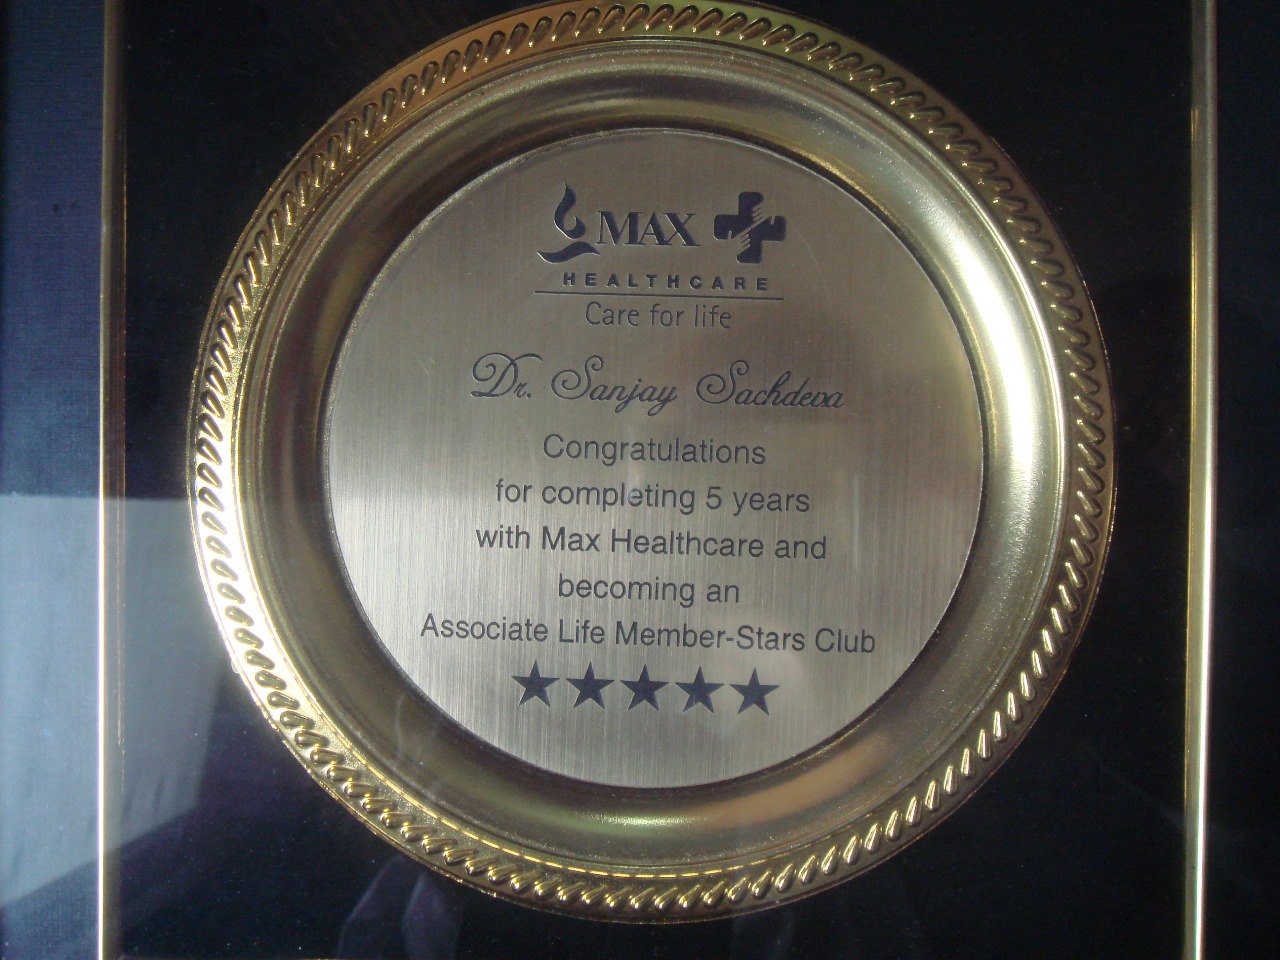 MAX
HEALTHCARE
Care for life
Dr. Sanjay Sachdeva
Congratulations
for completing 5 years
with Max Healthcare and
becoming an
Associate Life Member-Stars Club